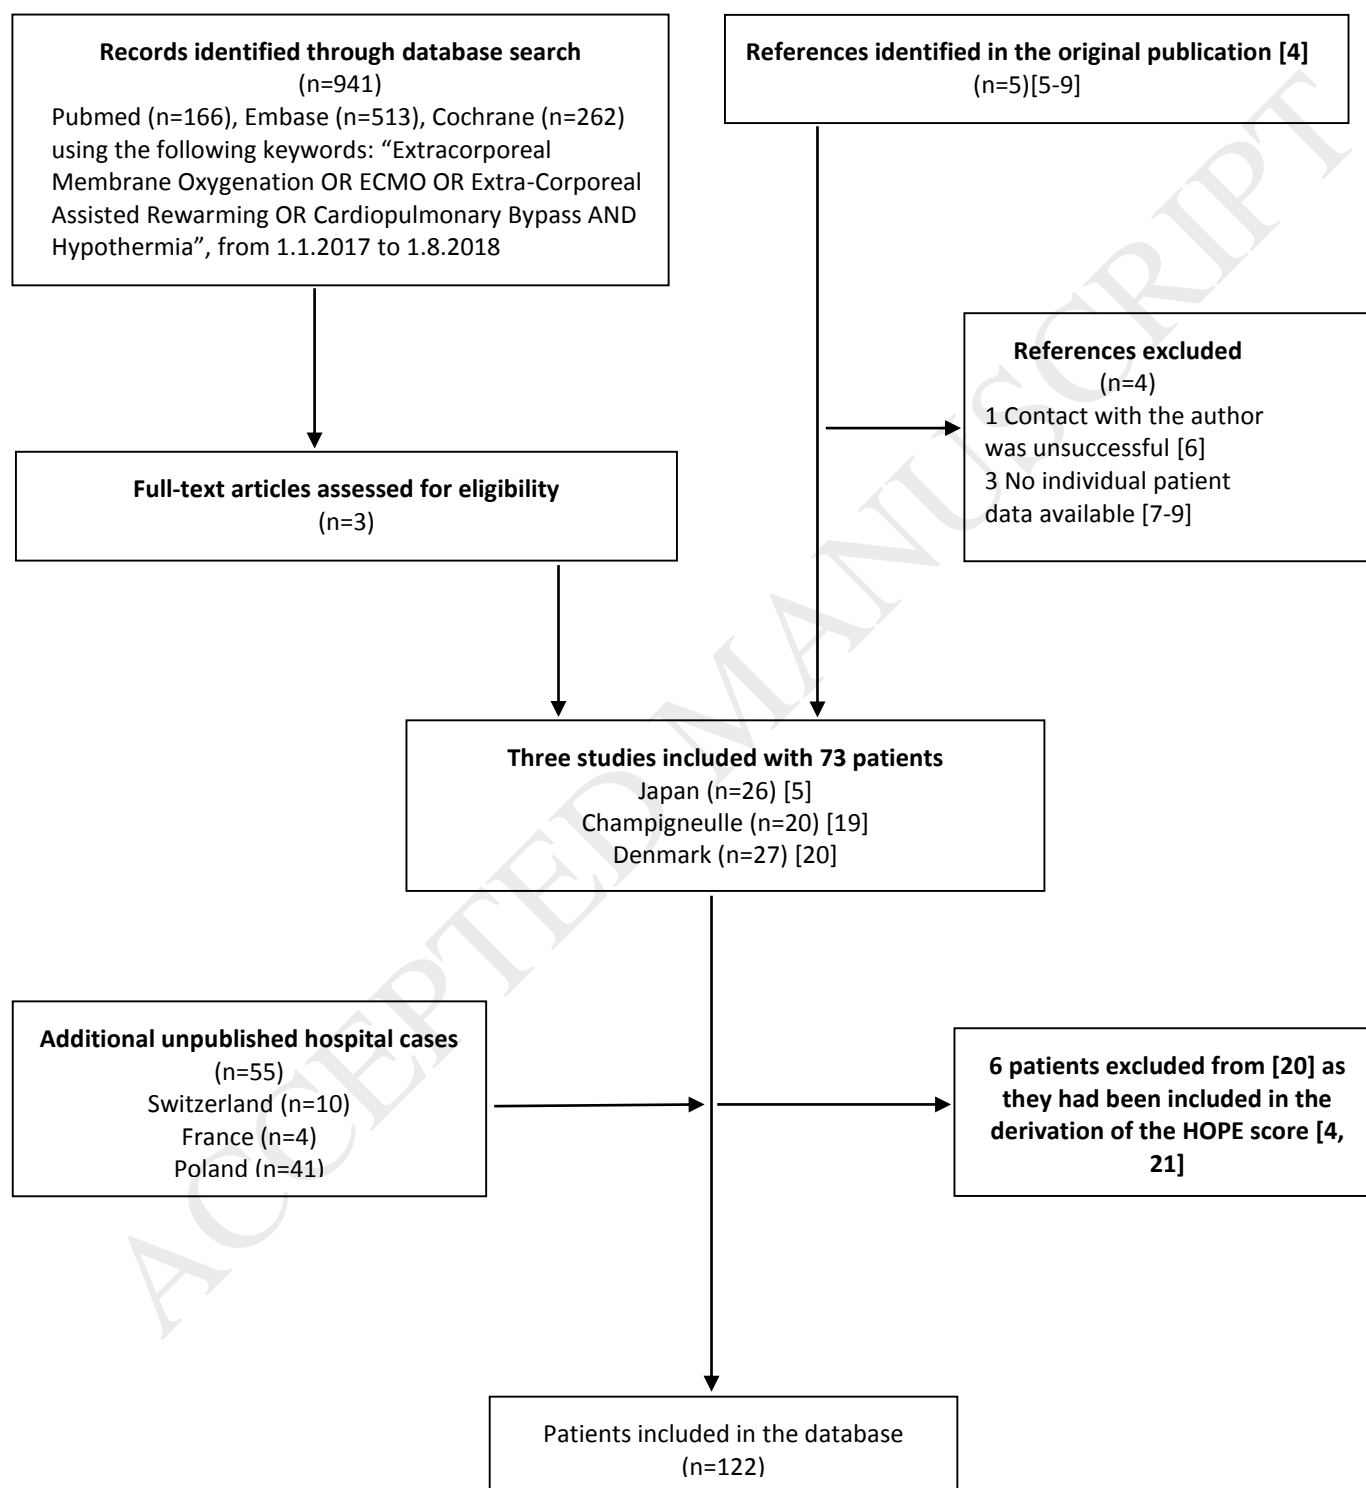 Records identified through database search
(n=941)
Pubmed (n=166), Embase (n=513), Cochrane (n=262)
using the following keywords: “Extracorporeal
Membrane Oxygenation OR ECMO OR Extra-Corporeal
Assisted Rewarming OR Cardiopulmonary Bypass AND
Hypothermia”, from 1.1.2017 to 1.8.2018
References identified in the original publication [4]
(n=5)[5-9]
References excluded
(n=4)
1 Contact with the author
was unsuccessful [6]
3 No individual patient
data available [7-9]
Full-text articles assessed for eligibility
(n=3)
Three studies included with 73 patients
Japan (n=26) [5]
Champigneulle (n=20) [19]
Denmark (n=27) [20]
Additional unpublished hospital cases
(n=55)
Switzerland (n=10)
France (n=4)
Poland (n=41)
6 patients excluded from [20] as
they had been included in the
derivation of the HOPE score [4,
21]
Patients included in the database
(n=122)
ACCEPTED MANUSCRIPT